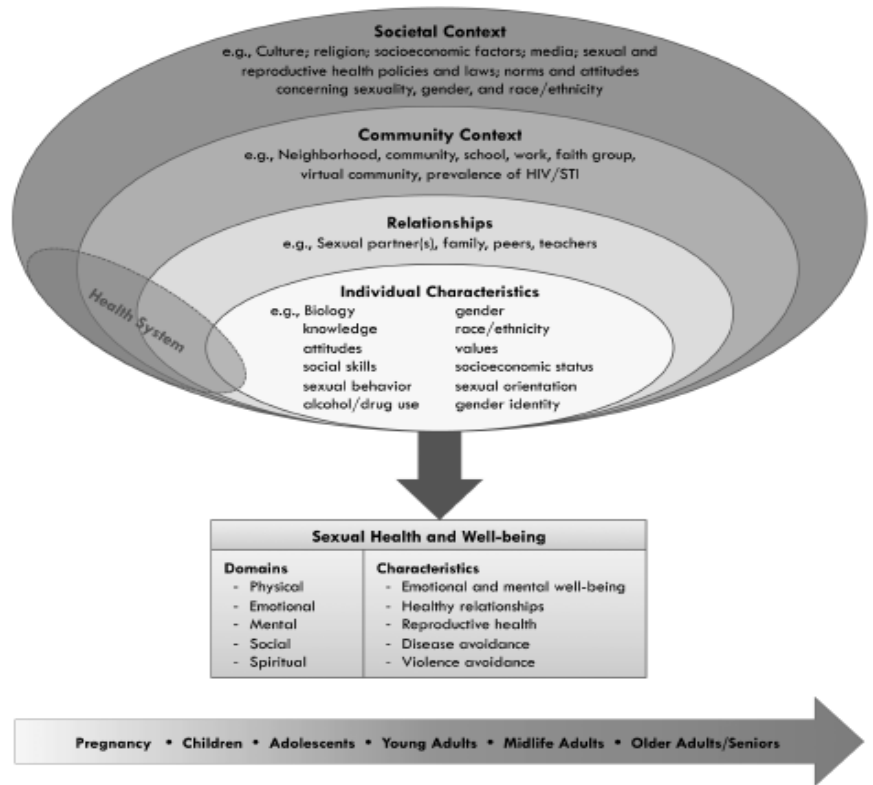 Societal Context
e.g., Culture; religion; socioeconomic factors; media; sexual and
reproductive health policies and laws; norms and attitudes
concerning sexuality, gender, and race/ethnicity
Community Context
e.g., Neighborhood, community, school, work, faith group,
virtual community, prevalence of HIV/STI
Relationships
e.g., Sexual partner(s), family, peers, teachers
Health System
Individual Characteristics
e.g., Biology gender
knowledge race/ethnicity
attitudes values
social skills socioeconomic status
sexual behavior sexual orientation
alcohol/drug use gender identity
Sexual Health and Well-being
Domains
- Physical
- Emotional
- Mental
- Social
- Spiritual
Characteristics
- Emotional and mental well-being
- Healthy relationships
- Reproductive health
- Disease avoidance
- Violence avoidance
Pregnancy • Children • Adolescents • Young Adults • Midlife Adults • Older Adults/Seniors